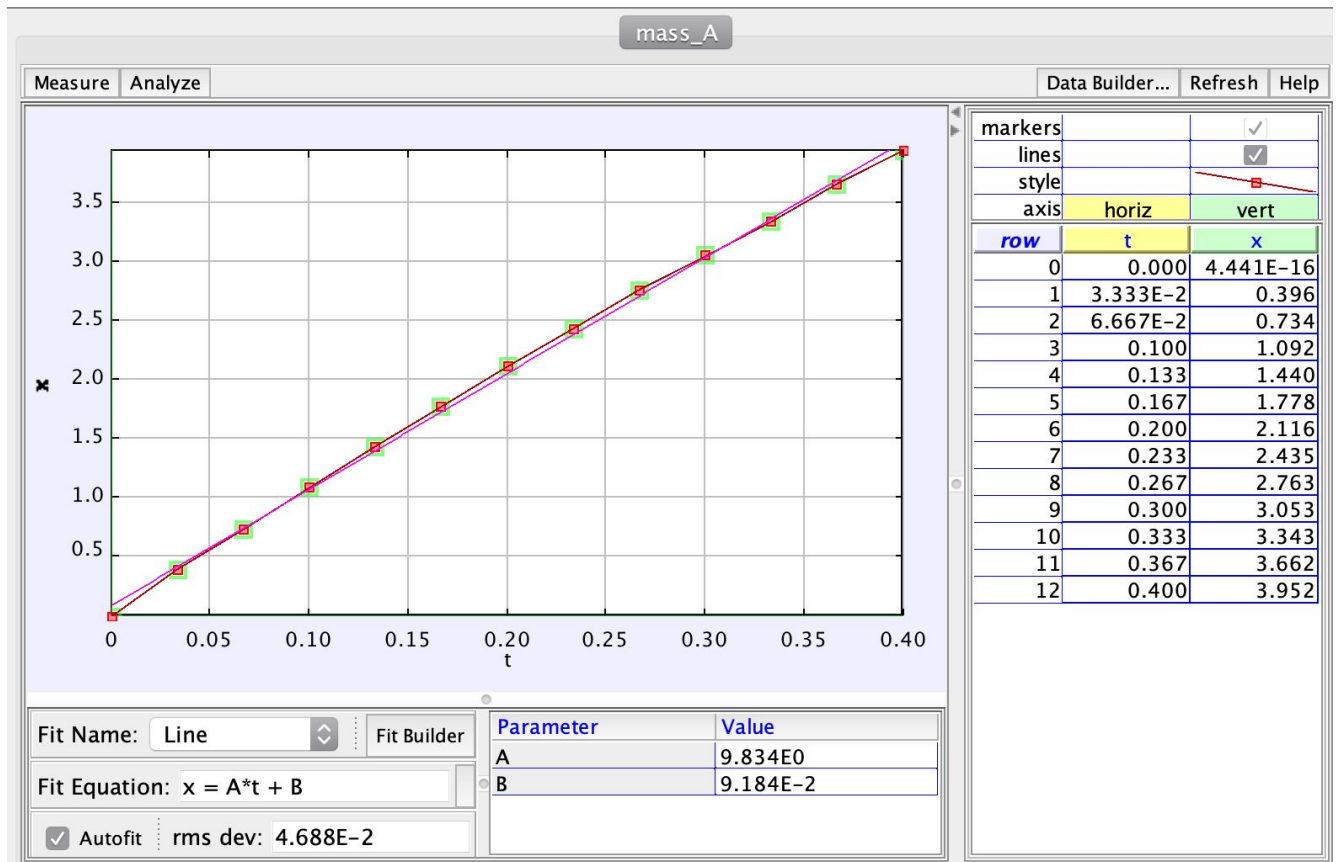 mass_A
Measure Analyze Data Builder... Refresh Help
3.5
3.0
2.5
2.0
1.5
1.0
0.5
x
0 0.05 0.10 0.15 0.20 0.25 0.30 0.35 0.40
t
markers
lines
style
axis horiz vert
row t x
0 0.000 4.441E-16
1 3.333E-2 0.396
2 6.667E-2 0.734
3 0.100 1.092
4 0.133 1.440
5 0.167 1.778
6 0.200 2.116
7 0.233 2.435
8 0.267 2.763
9 0.300 3.053
10 0.333 3.343
11 0.367 3.662
12 0.400 3.952
Fit Name: Line Fit Builder
Fit Equation: x = A*t + B
Autofit rms dev: 4.688E-2
Parameter Value
A 9.834E0
B 9.184E-2